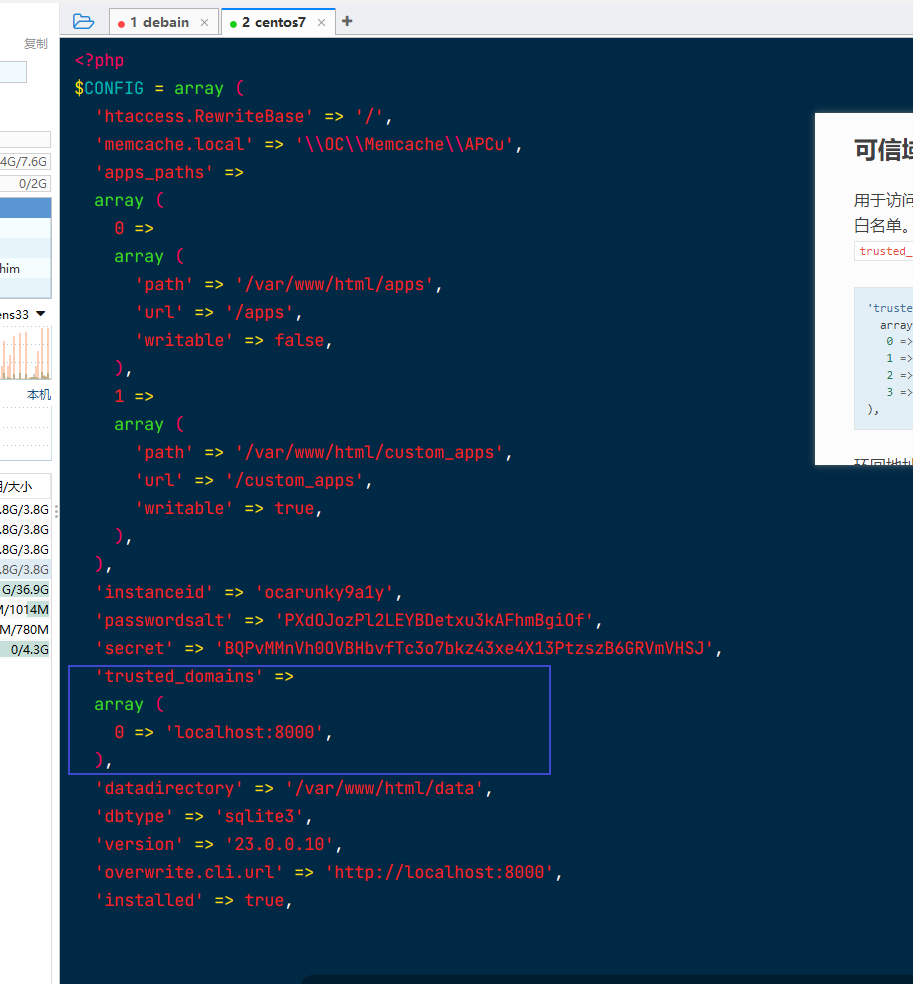 1 debain ×
2 centos7 ×
+
复制
4G/7.6G
0/2G
him
ens33
本机
/大小
.8G/3.8G
.8G/3.8G
.8G/3.8G
.8G/3.8G
G/36.9G
M/1014M
M/780M
0/4.3G
<?php
$CONFIG = array (
'htaccess.RewriteBase' => '/',
'memcache.local' => '\\OC\\Memcache\\APCu',
'apps_paths' =>
array (
0 =>
array (
'path' => '/var/www/html/apps',
'url' => '/apps',
'writable' => false,
),
1 =>
array (
'path' => '/var/www/html/custom_apps',
'url' => '/custom_apps',
'writable' => true,
),
),
'instanceid' => 'ocarunky9a1y',
'passwordsalt' => 'PXdOJozPl2LEYBDetxu3kAFhmBgiOf',
'secret' => 'BQPvMMnVh0OVBHbvfTc3o7bkz43xe4X13PtzszB6GRVmVHSJ',
'trusted_domains' =>
array (
0 => 'localhost:8000',
),
'datadirectory' => '/var/www/html/data',
'dbtype' => 'sqlite3',
'version' => '23.0.0.10',
'overwrite.cli.url' => 'http://localhost:8000',
'installed' => true,
可信
用于访问
白名单。
trusted_
'truste
array
0 =>
1 =>
2 =>
3 =>
),